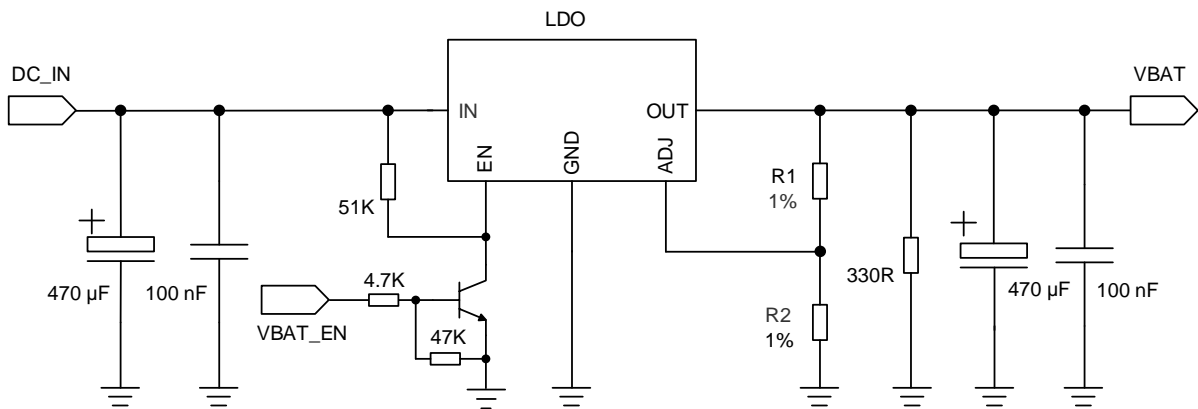 LDO
DC_IN
VBAT
IN
OUT
EN
GND
ADJ
R1
1%
51K
4.7K
330R
470 µF
100 nF
470 µF
100 nF
VBAT_EN
47K
R2
1%